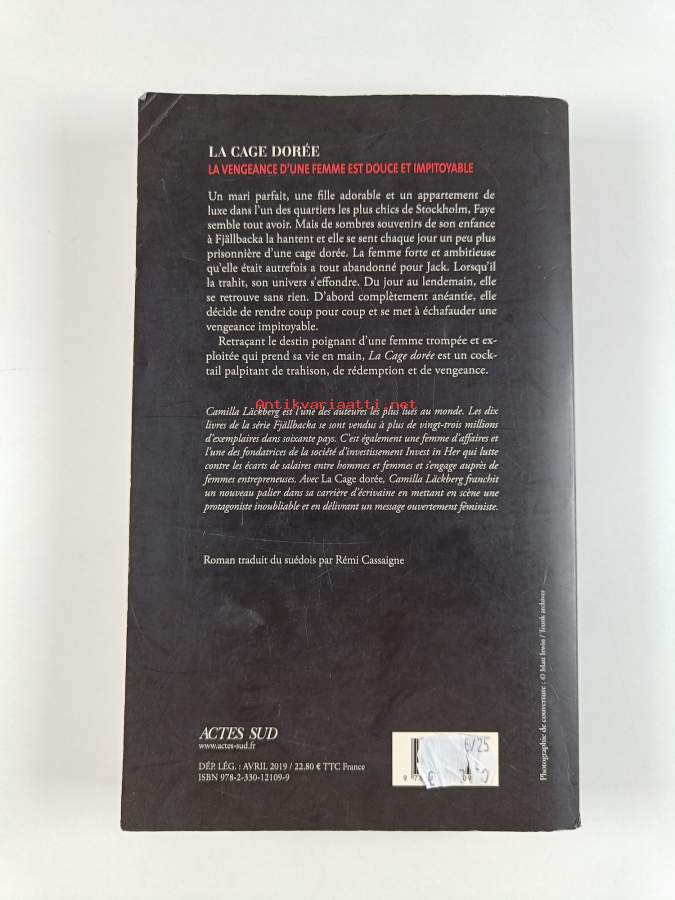 LA CAGE DORÉE
LA VENGEANCE D'UNE FEMME EST DOUCE ET IMPITOYABLE
Un mari parfait, une fille adorable et un appartement de
luxe dans l'un des quartiers les plus chics de Stockholm, Faye
semble tout avoir. Mais de sombres souvenirs de son enfance
à Fjällbacka la hantent et elle se sent chaque jour un peu plus
prisonnière d'une cage dorée. La femme forte et ambitieuse
qu'elle était autrefois a tout abandonné pour Jack. Lorsqu'il
la trahit, son univers s'effondre. Du jour au lendemain, elle
se retrouve sans rien. D'abord complètement anéantie, elle
décide de rendre coup pour coup et se met à échafauder une
vengeance impitoyable.
Retraçant le destin poignant d'une femme trompée et ex-
ploitée qui prend sa vie en main, La Cage dorée est un cock-
tail palpitant de trahison, de rédemption et de vengeance.
Antikvariaatti.net
Camilla Läckberg est l'une des auteures les plus lues au monde. Les dix
livres de la série Fjällbacka se sont vendus à plus de vingt-trois millions
d'exemplaires dans soixante pays. C'est également une femme d'affaires et
l'une des fondatrices de la société d'investissement Invest in Her qui lutte
contre les écarts de salaires entre hommes et femmes et s'engage auprès de
femmes entrepreneuses. Avec La Cage dorée, Camilla Läckberg franchit
un nouveau palier dans sa carrière d'écrivaine en mettant en scène une
protagoniste inoubliable et en délivrant un message ouvertement féministe.
Roman traduit du suédois par Rémi Cassaigne
Photographie de couverture : © Matt Irwin / Trunk archives
ACTES SUD
www.actes-sud.fr
DÉP. LÉG. : AVRIL 2019 / 22,80 € TTC France
ISBN 978-2-330-12109-9
6/25